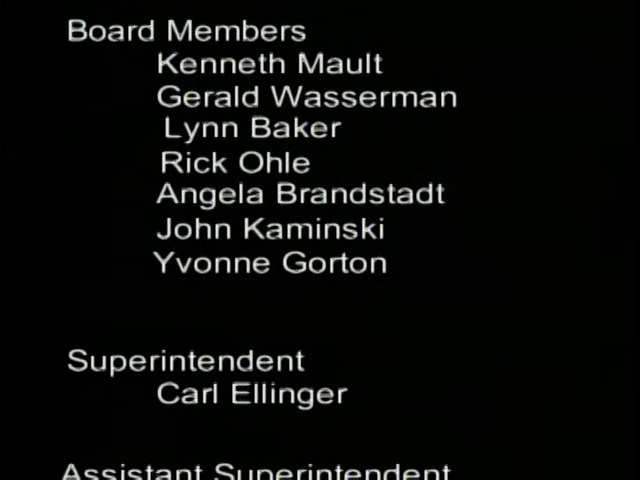 Board Members
Kenneth Mault
Gerald Wasserman
Lynn Baker
Rick Ohle
Angela Brandstadt
John Kaminski
Yvonne Gorton
Superintendent
Carl Ellinger
Assistant Superintendent